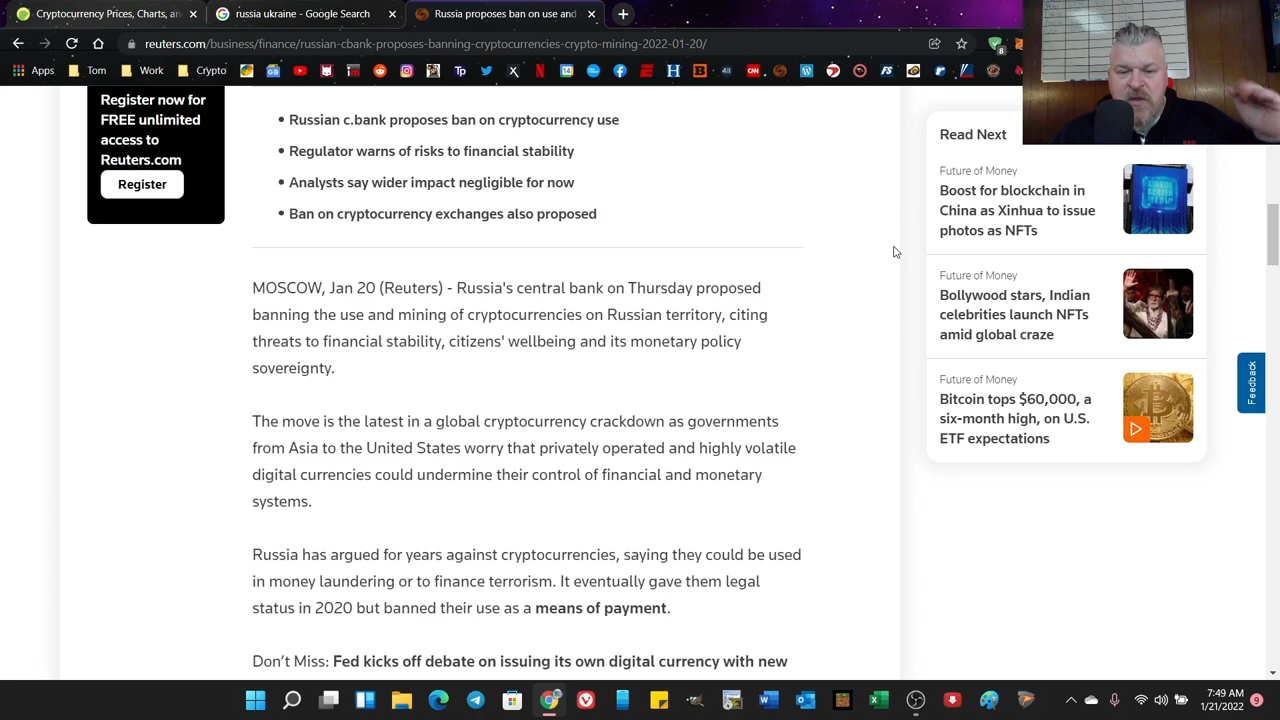 Cryptocurrency Prices, Charts, an
russia ukraine - Google Search
Russia proposes ban on use and
reuters.com/business/finance/russian-cbank-proposes-banning-cryptocurrencies-crypto-mining-2022-01-20/
8
Apps
Tom
Work
Crypto
Register now for
FREE unlimited
access to
Reuters.com
Register
• Russian c.bank proposes ban on cryptocurrency use
• Regulator warns of risks to financial stability
• Analysts say wider impact negligible for now
• Ban on cryptocurrency exchanges also proposed
MOSCOW, Jan 20 (Reuters) - Russia's central bank on Thursday proposed
banning the use and mining of cryptocurrencies on Russian territory, citing
threats to financial stability, citizens' wellbeing and its monetary policy
sovereignty.
The move is the latest in a global cryptocurrency crackdown as governments
from Asia to the United States worry that privately operated and highly volatile
digital currencies could undermine their control of financial and monetary
systems.
Russia has argued for years against cryptocurrencies, saying they could be used
in money laundering or to finance terrorism. It eventually gave them legal
status in 2020 but banned their use as a means of payment.
Don't Miss: Fed kicks off debate on issuing its own digital currency with new
Read Next
Future of Money
Boost for blockchain in
China as Xinhua to issue
photos as NFTs
Future of Money
Bollywood stars, Indian
celebrities launch NFTs
amid global craze
Future of Money
Bitcoin tops $60,000, a
six-month high, on U.S.
ETF expectations
Feedback
7:49 AM
1/21/2022
9